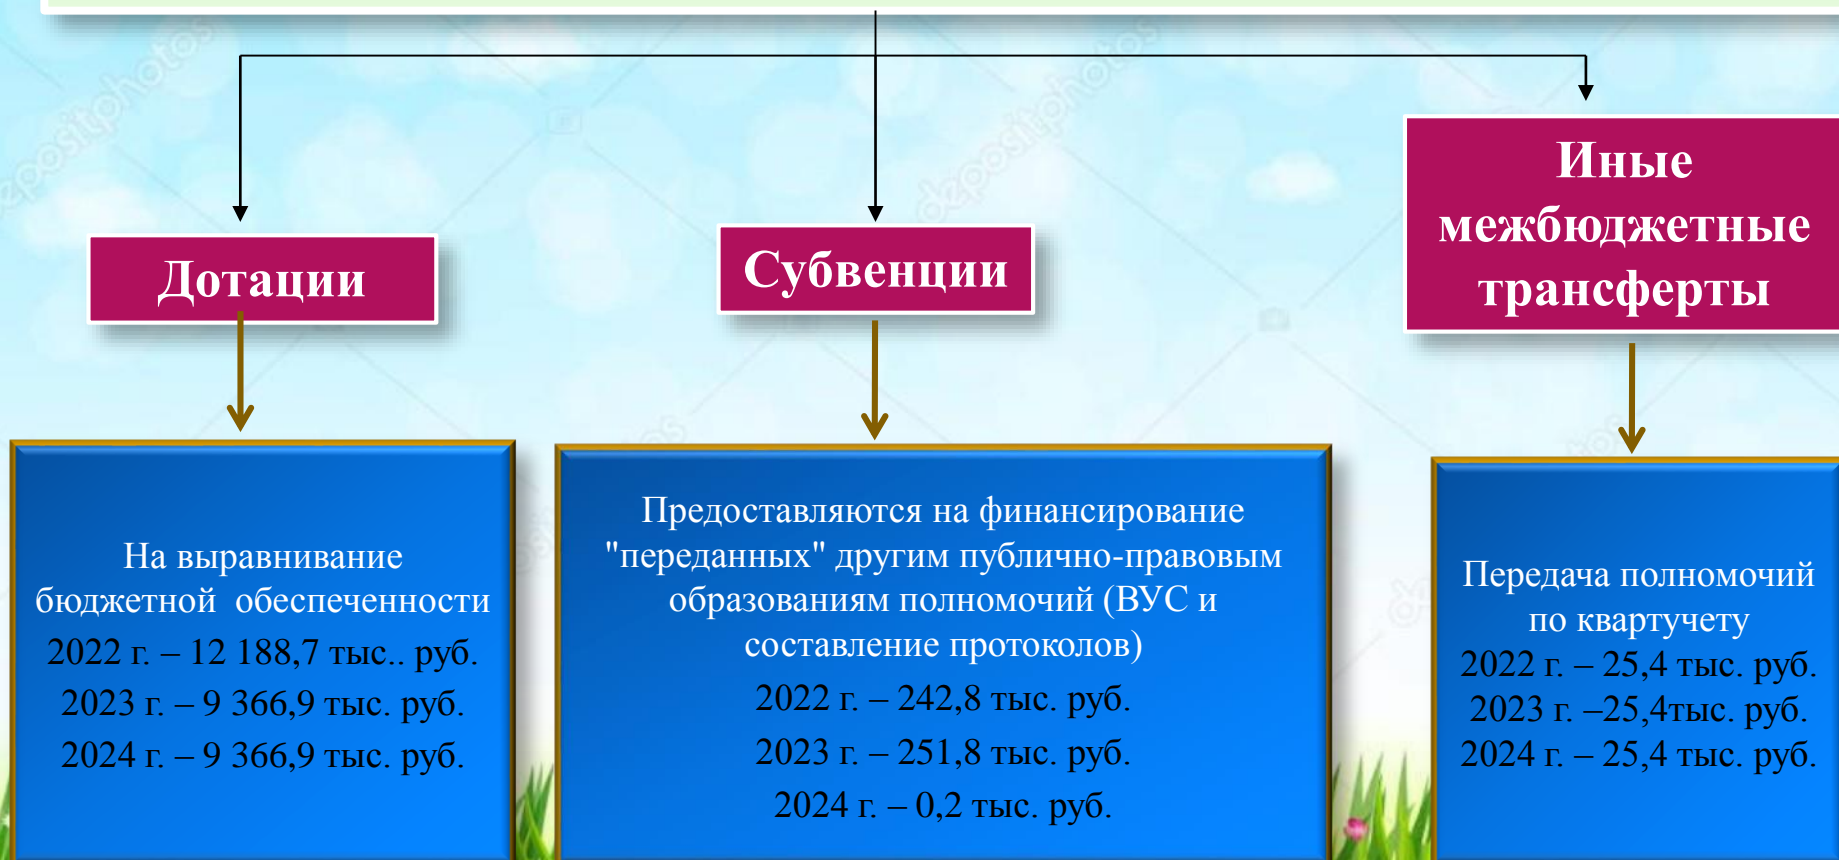 Дотации
На выравнивание
бюджетной обеспеченности
2022 г. – 12 188,7 тыс.. руб.
2023 г. – 9 366,9 тыс. руб.
2024 г. – 9 366,9 тыс. руб.
Субвенции
Предоставляются на финансирование
"переданных" другим публично-правовым
образованиям полномочий (ВУС и
составление протоколов)
2022 г. – 242,8 тыс. руб.
2023 г. – 251,8 тыс. руб.
2024 г. – 0,2 тыс. руб.
Иные
межбюджетные
трансферты
Передача полномочий
по квартучету
2022 г. – 25,4 тыс. руб.
2023 г. –25,4тыс. руб.
2024 г. – 25,4 тыс. руб.
depositphotos
depositphotos